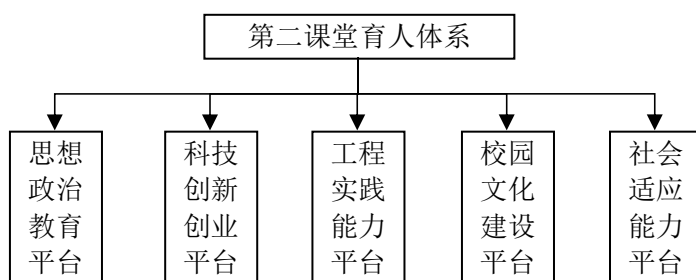 第二课堂育人体系
思想
政治
教育
平台
科技
创新
创业
平台
工程
实践
能力
平台
校园
文化
建设
平台
社会
适应
能力
平台